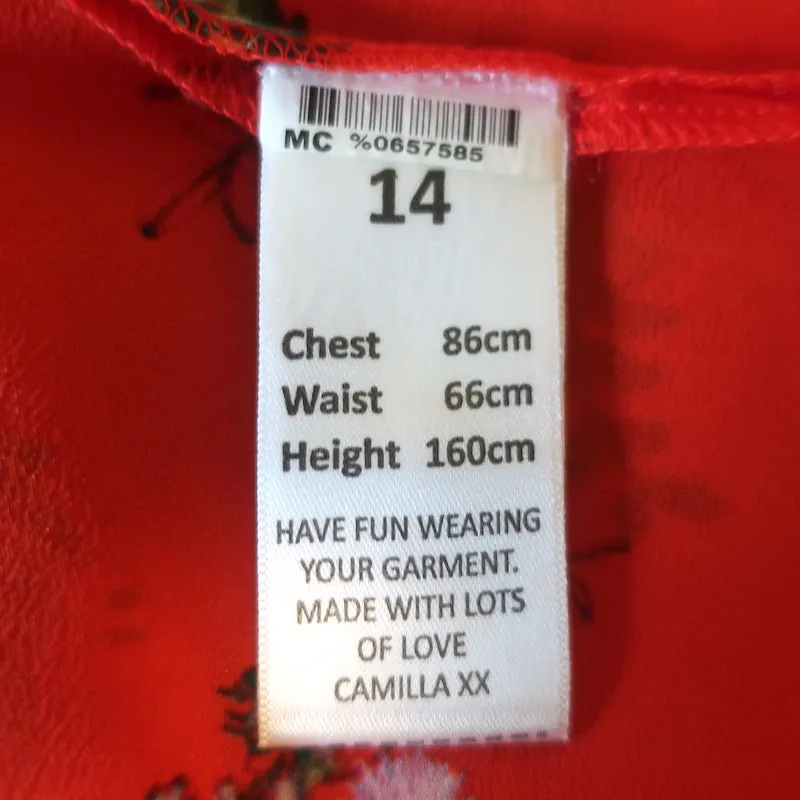 MC %0657585
14
Chest 86cm
Waist 66cm
Height 160cm
HAVE FUN WEARING
YOUR GARMENT.
MADE WITH LOTS
OF LOVE
CAMILLA XX